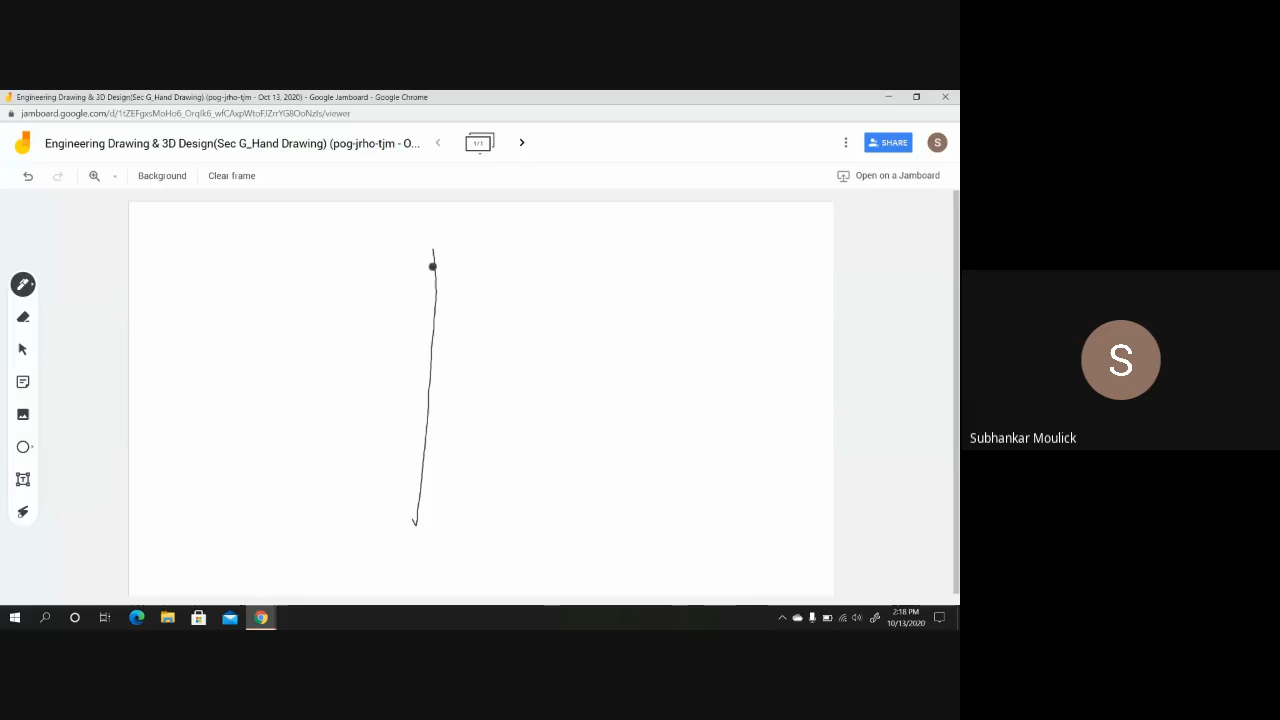 Engineering Drawing & 3D Design(Sec G_Hand Drawing) (pog-jrho-tjm - Oct 13, 2020) - Google Jamboard - Google Chrome
Engineering Drawing & 3D Design(Sec G_Hand Drawing) (pog-jrho-tjm - O...
1/1
SHARE
S
Background
Clear frame
Open on a Jamboard
S
Subhankar Moulick
2:18 PM
10/13/2020